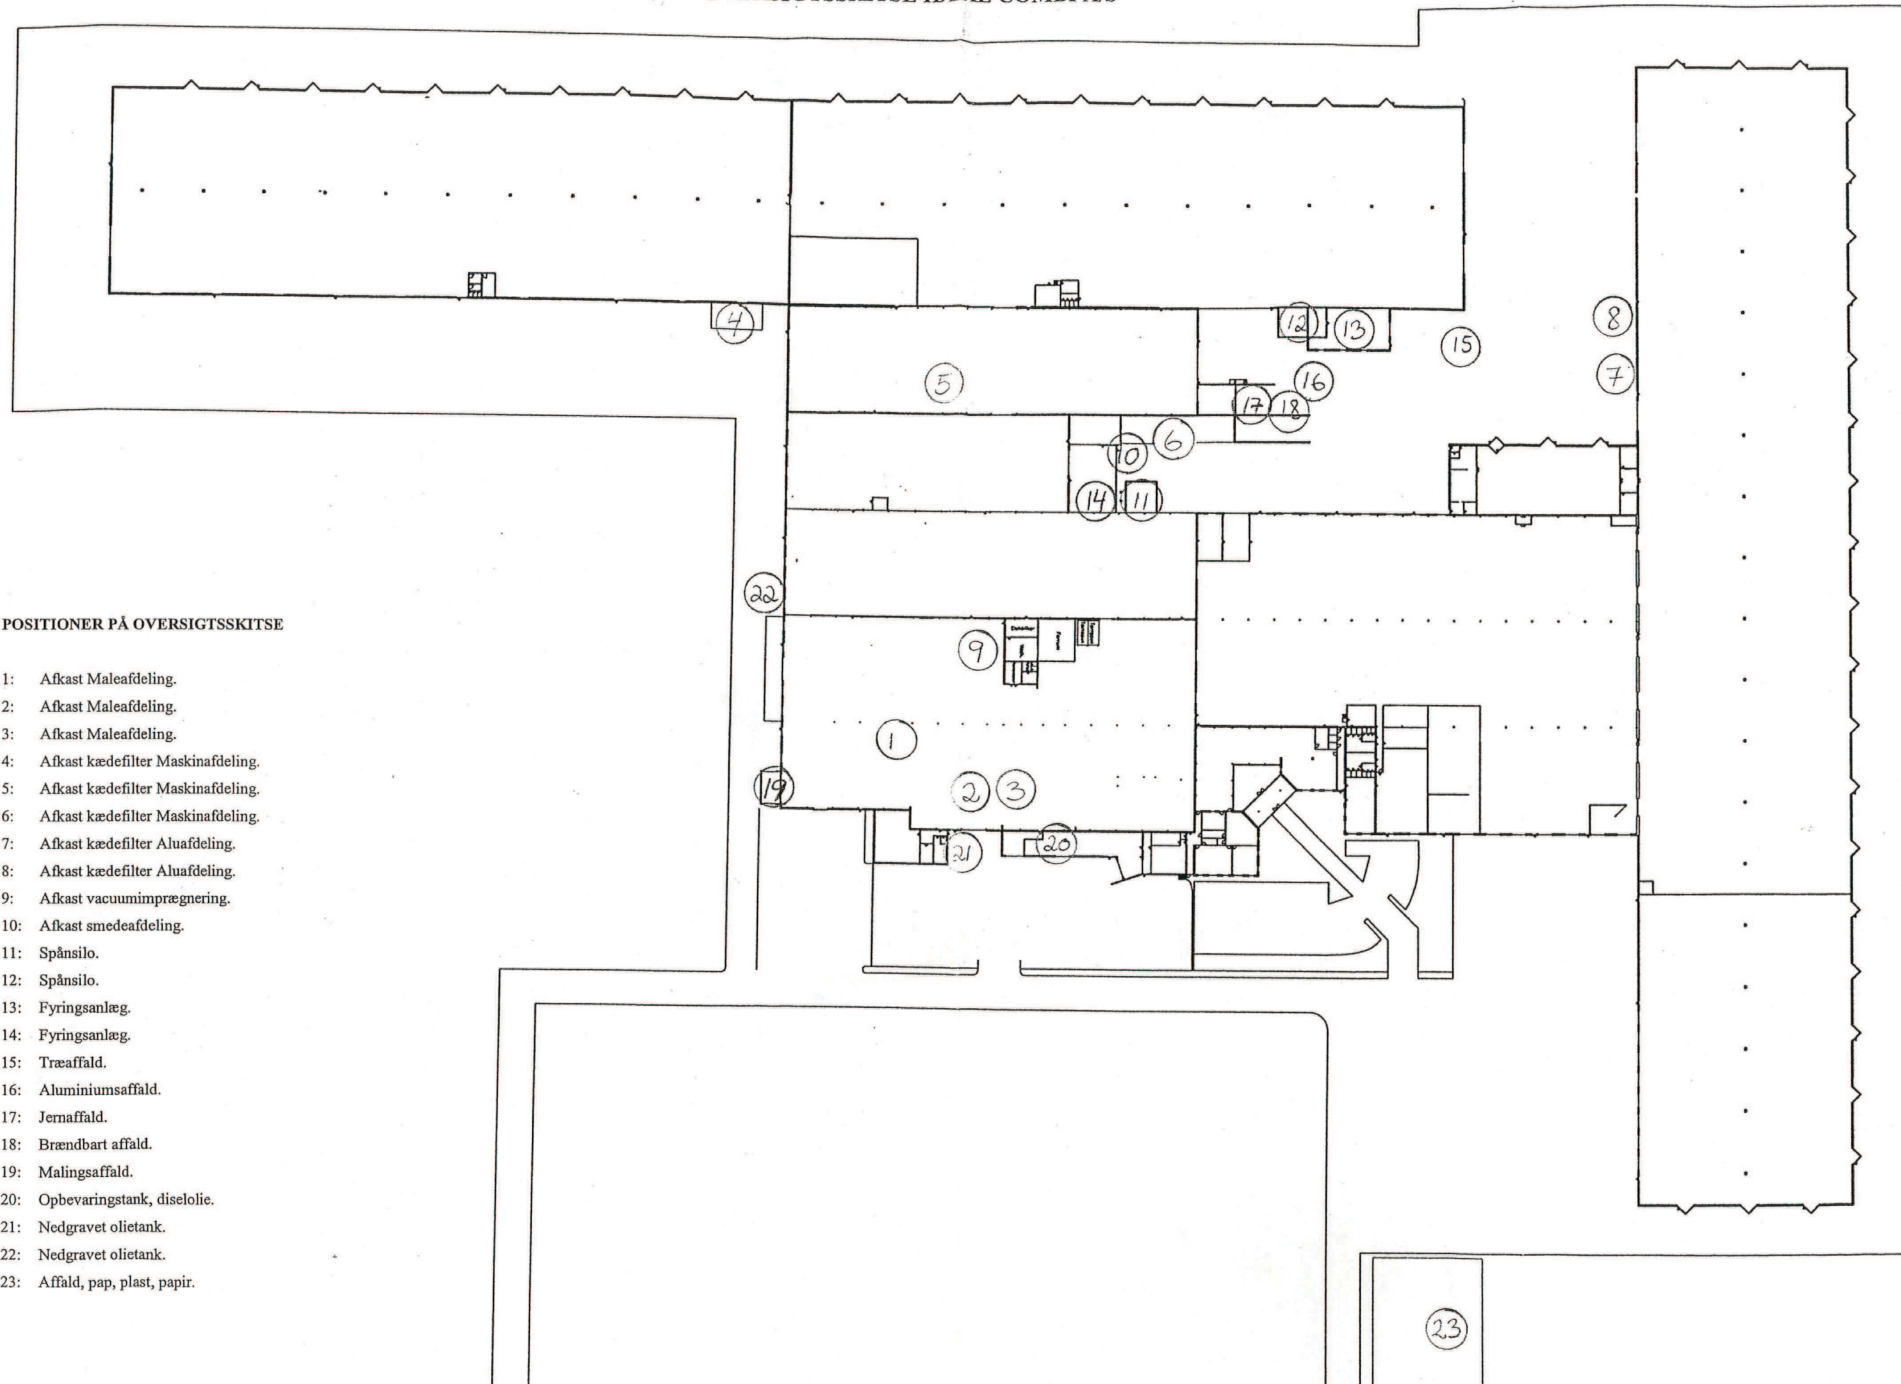 POSITIONER PÅ OVERSIGTSSKITSE
1: Afkast Maleafdeling.
2: Afkast Maleafdeling.
3: Afkast Maleafdeling.
4: Afkast kædefilter Maskinafdeling.
5: Afkast kædefilter Maskinafdeling.
6: Afkast kædefilter Maskinafdeling.
7: Afkast kædefilter Aluafdeling.
8: Afkast kædefilter Aluafdeling.
9: Afkast vacuumimprægnering.
10: Afkast smedeafdeling.
11: Spånsilo.
12: Spånsilo.
13: Fyringsanlæg.
14: Fyringsanlæg.
15: Træaffald.
16: Aluminiumsaffald.
17: Jernaffald.
18: Brændbart affald.
19: Malingsaffald.
20: Opbevaringstank, diselolie.
21: Nedgravet olietank.
22: Nedgravet olietank.
23: Affald, pap, plast, papir.
4
12
13
8
15
5
16
7
17
18
6
10
14
11
22
9
1
19
2
3
21
20
23